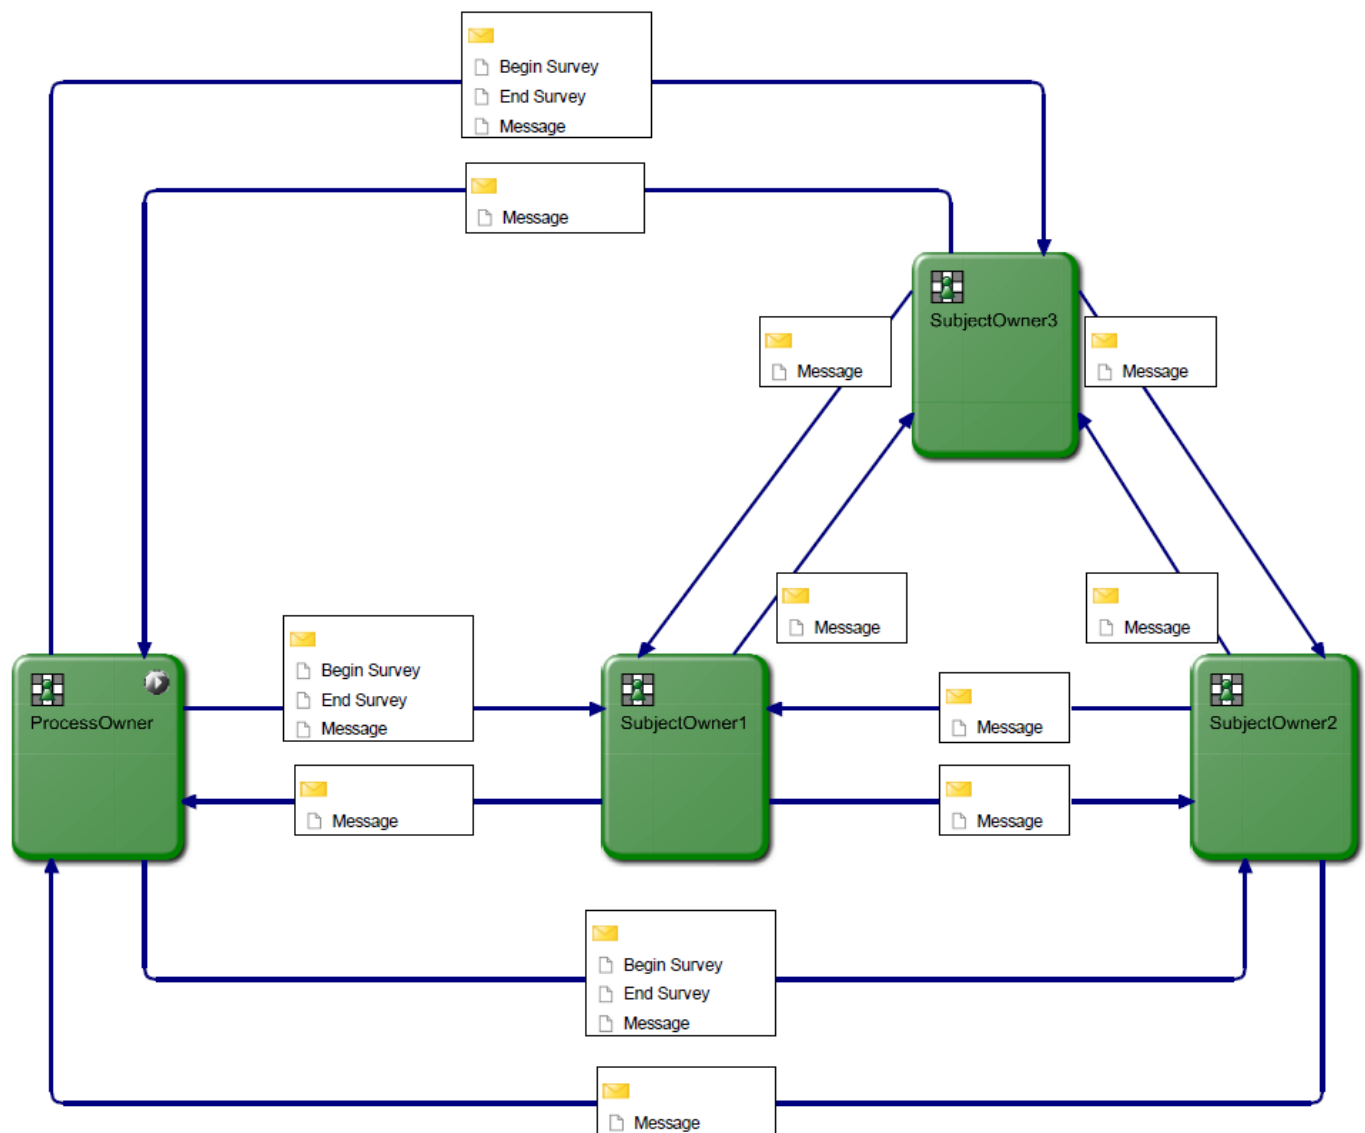 Begin Survey
End Survey
Message
Message
SubjectOwner3
Message
Message
Message
Message
Begin Survey
End Survey
Message
ProcessOwner
SubjectOwner1
Message
SubjectOwner2
Message
Message
Begin Survey
End Survey
Message
Message